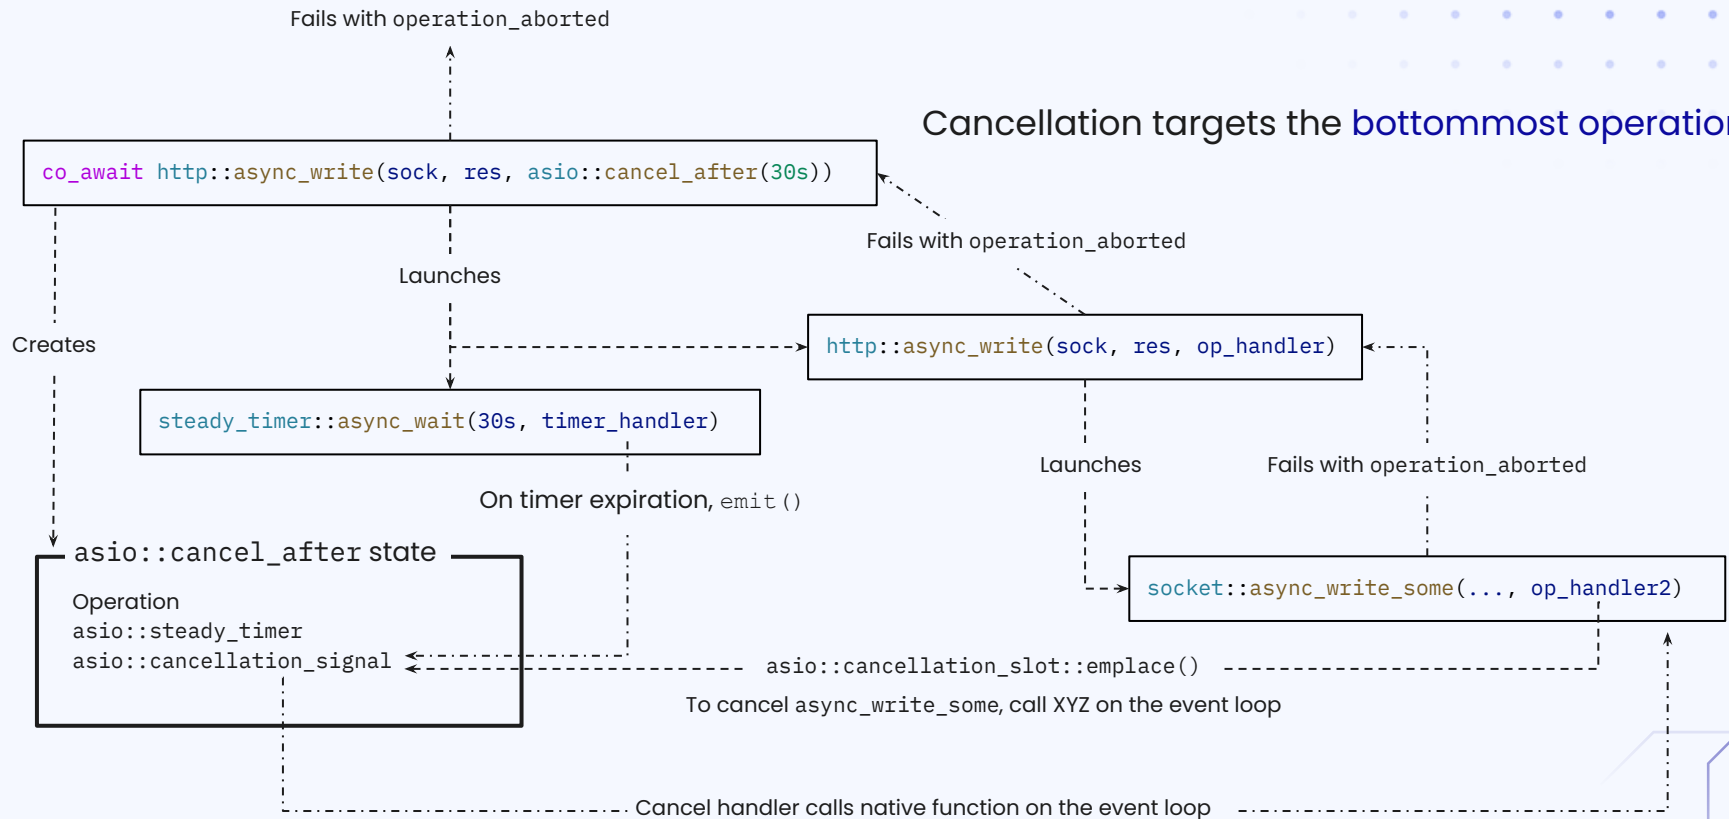 Fails with operation_aborted
Cancellation targets the bottommost operatio
co_await http::async_write(sock, res, asio::cancel_after(30s))
Fails with operation_aborted
Launches
Creates
http::async_write(sock, res, op_handler)
steady_timer::async_wait(30s, timer_handler)
Launches
Fails with operation_aborted
On timer expiration, emit()
asio::cancel_after state
Operation
asio::steady_timer
asio::cancellation_signal
socket::async_write_some(..., op_handler2)
asio::cancellation_slot::emplace()
To cancel async_write_some, call XYZ on the event loop
Cancel handler calls native function on the event loop